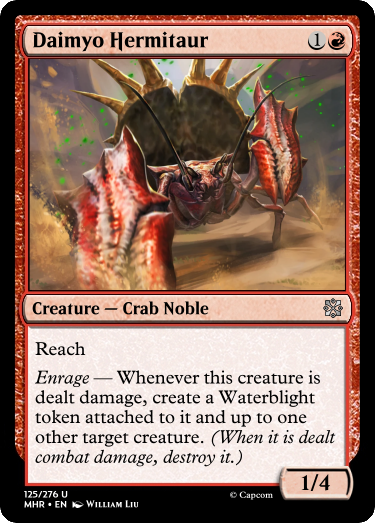 Daimyo Hermitaur
1
Creature — Crab Noble
Reach
Enrage — Whenever this creature is
dealt damage, create a Waterblight
token attached to it and up to one
other target creature. (When it is dealt
combat damage, destroy it.)
1/4
125/276 U
MHR • EN William Liu
© Capcom